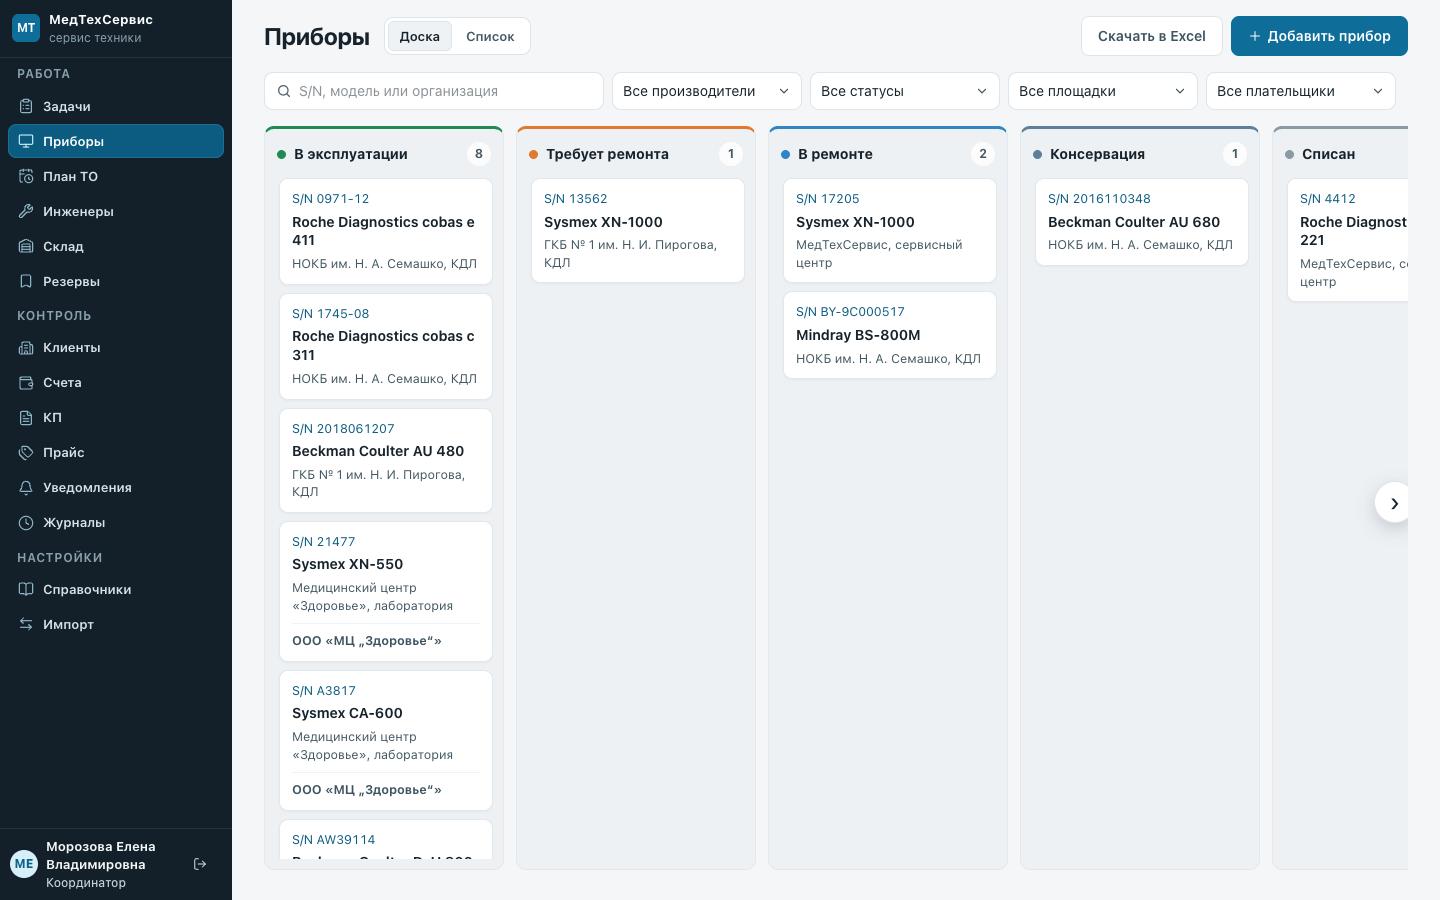 МТ
МедТехСервис
сервис техники
РАБОТА
Задачи
Приборы
План ТО
Инженеры
Склад
Резервы
КОНТРОЛЬ
Клиенты
Счета
КП
Прайс
Уведомления
Журналы
НАСТРОЙКИ
Справочники
Импорт
МЕ
Морозова Елена
Владимировна
Координатор
Приборы
Доска
Список
Скачать в Excel
+ Добавить прибор
S/N, модель или организация
Все производители
Все статусы
Все площадки
Все плательщики
В эксплуатации
8
S/N 0971-12
Roche Diagnostics cobas e
411
НОКБ им. Н. А. Семашко, КДЛ
S/N 1745-08
Roche Diagnostics cobas c
311
НОКБ им. Н. А. Семашко, КДЛ
S/N 2018061207
Beckman Coulter AU 480
ГКБ № 1 им. Н. И. Пирогова,
КДЛ
S/N 21477
Sysmex XN-550
Медицинский центр
«Здоровье», лаборатория
ООО «МЦ „Здоровье“»
S/N A3817
Sysmex CA-600
Медицинский центр
«Здоровье», лаборатория
ООО «МЦ „Здоровье“»
S/N AW39114
Требует ремонта
1
S/N 13562
Sysmex XN-1000
ГКБ № 1 им. Н. И. Пирогова,
КДЛ
В ремонте
2
S/N 17205
Sysmex XN-1000
МедТехСервис, сервисный
центр
S/N BY-9C000517
Mindray BS-800M
НОКБ им. Н. А. Семашко, КДЛ
Консервация
1
S/N 2016110348
Beckman Coulter AU 680
НОКБ им. Н. А. Семашко, КДЛ
Списан
S/N 4412
Roche Diagnost
221
МедТехСервис, се
центр